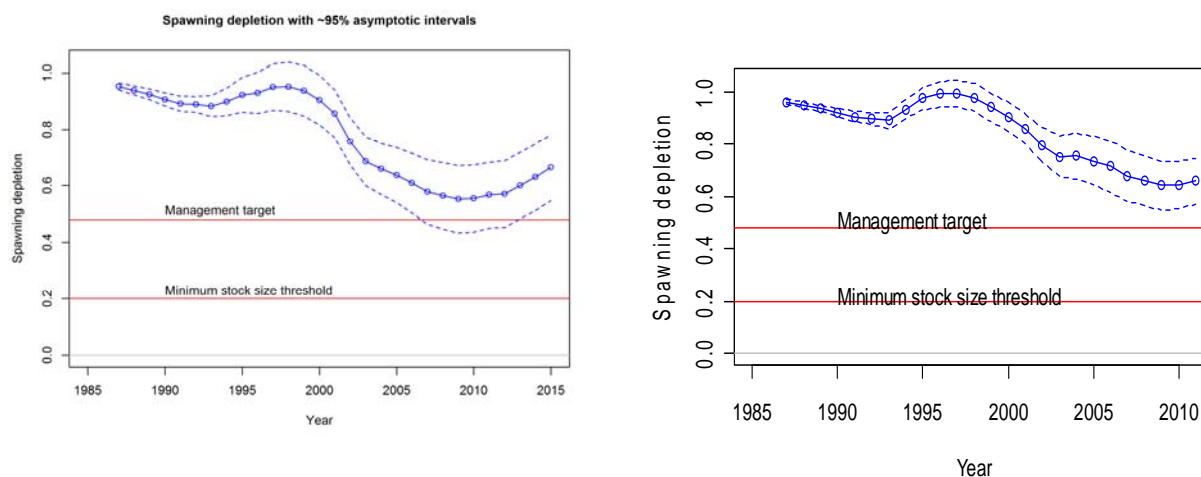 Spawning depletion with ~95% asymptotic intervals
Spawning depletion
1.0
0.8
0.6
0.4
0.2
0.0
Management target
Minimum stock size threshold
1985 1990 1995 2000 2005 2010 2015
Year
Spawning depletion
1.0
0.8
0.6
0.4
0.2
0.0
Management target
Minimum stock size threshold
1985 1990 1995 2000 2005 2010
Year